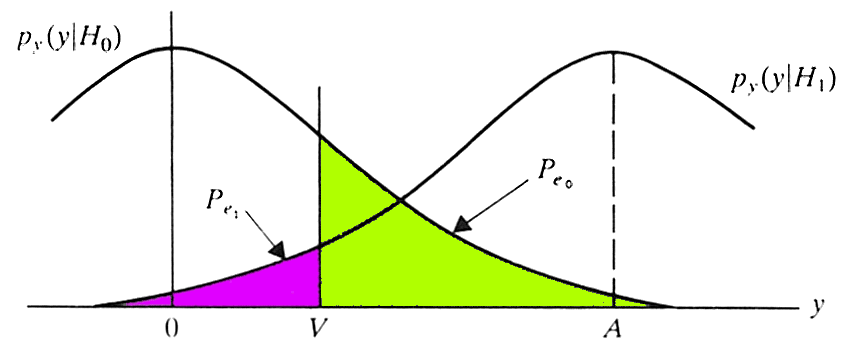 p_y(y|H_0)
p_y(y|H_1)
P_{e_1}
P_{e_0}
0
V
A
y